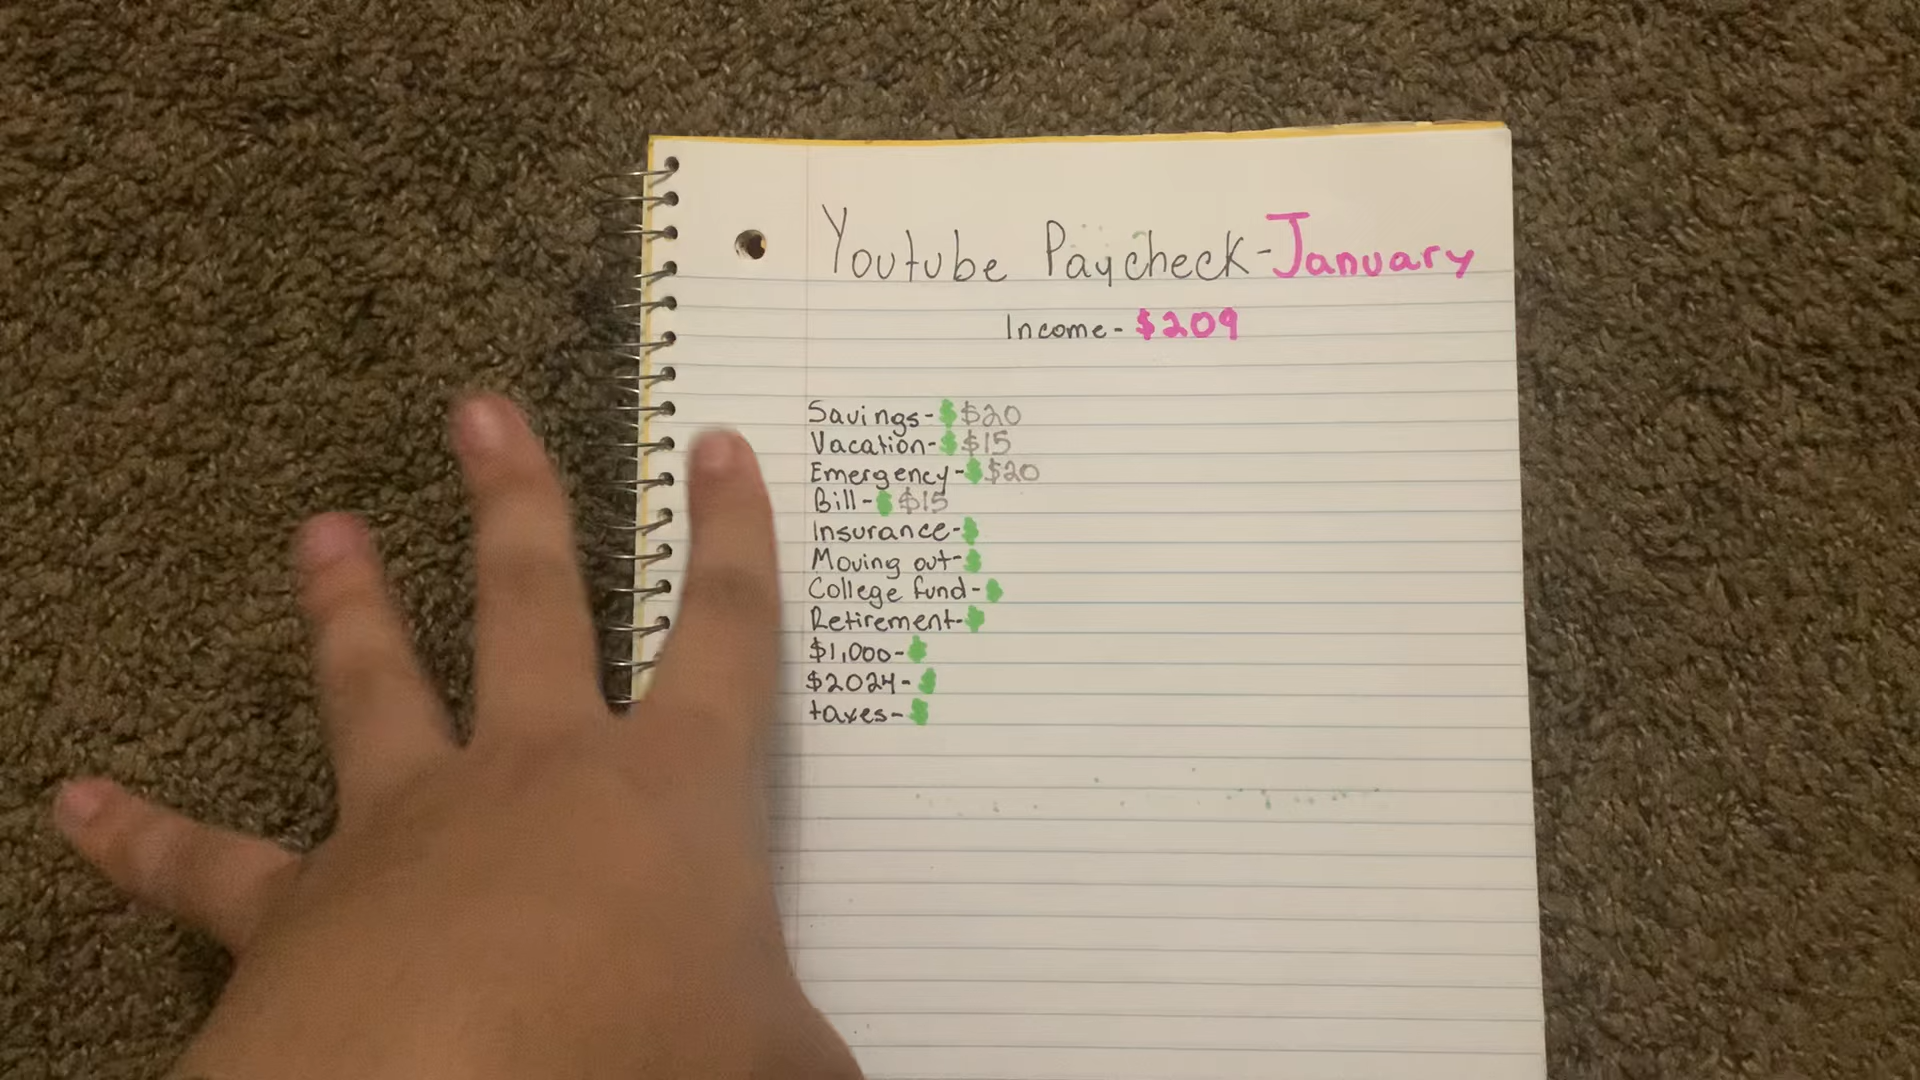 Youtube Paycheck-January
Income- $209
Savings- $ $20
Vacation- $ $15
Emergency- $ $20
Bill- $ $15
Insurance- $
Moving out- $
College fund- $
Retirement- $
$1,000- $
$2024- $
taxes- $